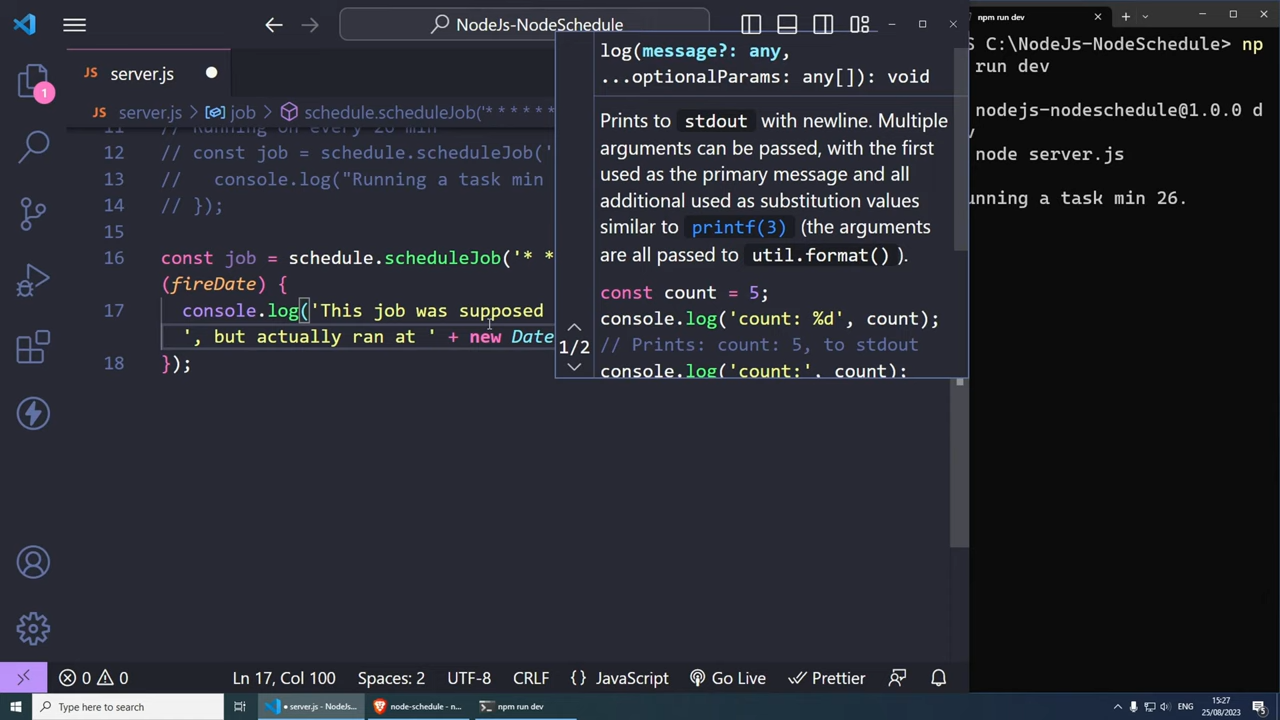 NodeJs-NodeSchedule
npm run dev
JS server.js
log(message?: any,
...optionalParams: any[]): void
S C:\NodeJs-NodeSchedule> np
run dev
JS server.js > job > schedule.scheduleJob('* * * * * *
// Running on every 26 min
Prints to stdout with newline. Multiple
arguments can be passed, with the first
used as the primary message and all
additional used as substitution values
similar to printf(3) (the arguments
are all passed to util.format() ).
nodejs-nodeschedule@1.0.0 d
v
node server.js
unning a task min 26.
12 // const job = schedule.scheduleJob('
13 // console.log("Running a task min
14 // });
15
16 const job = schedule.scheduleJob('* *
(fireDate) {
17 console.log('This job was supposed
', but actually ran at ' + new Date
18 });
const count = 5;
console.log('count: %d', count);
// Prints: count: 5, to stdout
console.log('count:', count);
1/2
1
0 0 Ln 17, Col 100 Spaces: 2 UTF-8 CRLF {} JavaScript Go Live Prettier
Type here to search
server.js - NodeJs...
node-schedule - n...
npm run dev
ENG
15:27
25/08/2023